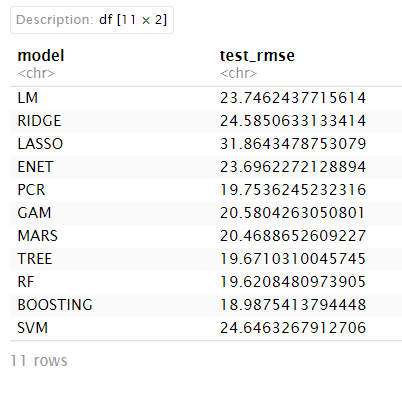 Description: df [11 × 2]
model test_rmse
<chr> <chr>
LM 23.7462437715614
RIDGE 24.5850633133414
LASSO 31.8643478753079
ENET 23.6962272128894
PCR 19.7536245232316
GAM 20.5804263050801
MARS 20.4688652609227
TREE 19.6710310045745
RF 19.6208480973905
BOOSTING 18.9875413794448
SVM 24.6463267912706
11 rows